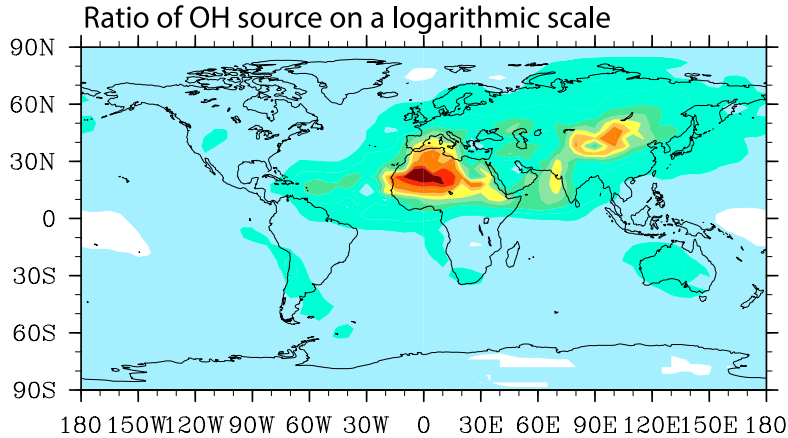 Ratio of OH source on a logarithmic scale
90N
60N
30N
0
30S
60S
90S
180 150W120W 90W 60W 30W 0 30E 60E 90E 120E150E 180